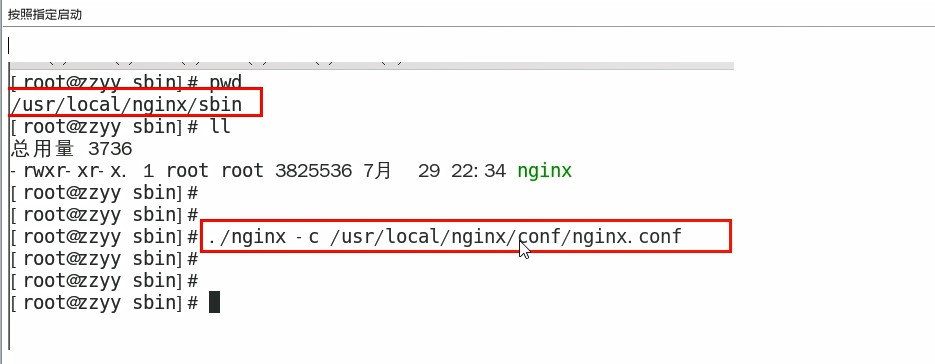 按照指定启动
[root@zzyy sbin]# pwd
/usr/local/nginx/sbin
[root@zzyy sbin]# ll
总用量 3736
-rwxr-xr-x. 1 root root 3825536 7月  29 22:34 nginx
[root@zzyy sbin]#
[root@zzyy sbin]#
[root@zzyy sbin]# ./nginx -c /usr/local/nginx/conf/nginx.conf
[root@zzyy sbin]#
[root@zzyy sbin]#
[root@zzyy sbin]#